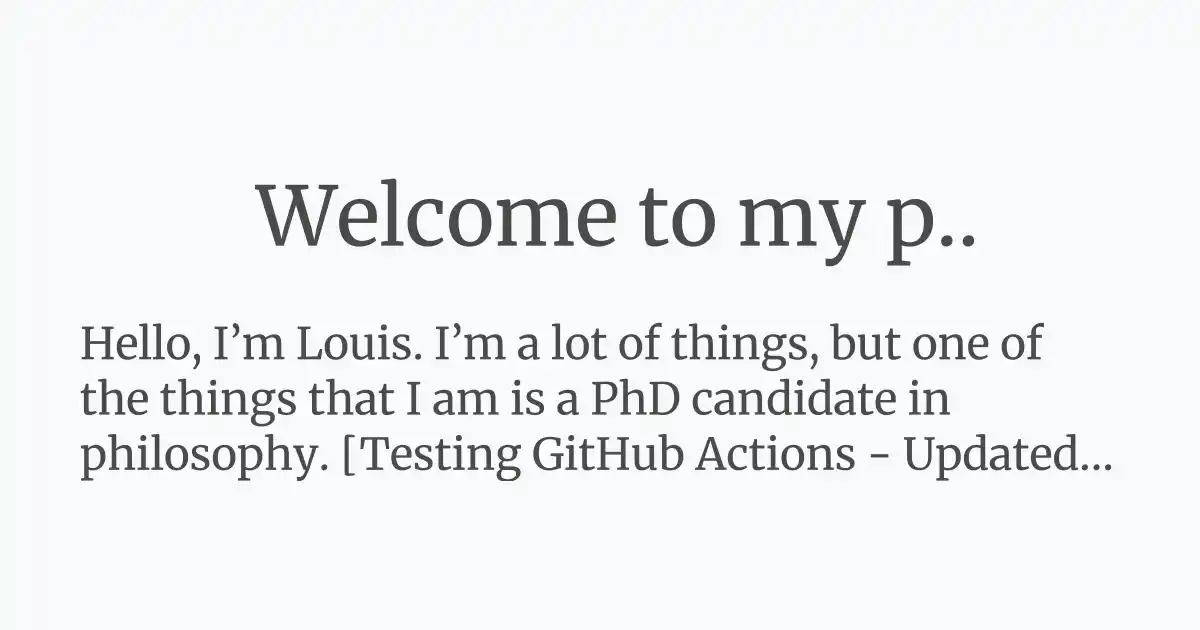 Welcome to my p..
Hello, I’m Louis. I’m a lot of things, but one of
the things that I am is a PhD candidate in
philosophy. [Testing GitHub Actions - Updated...